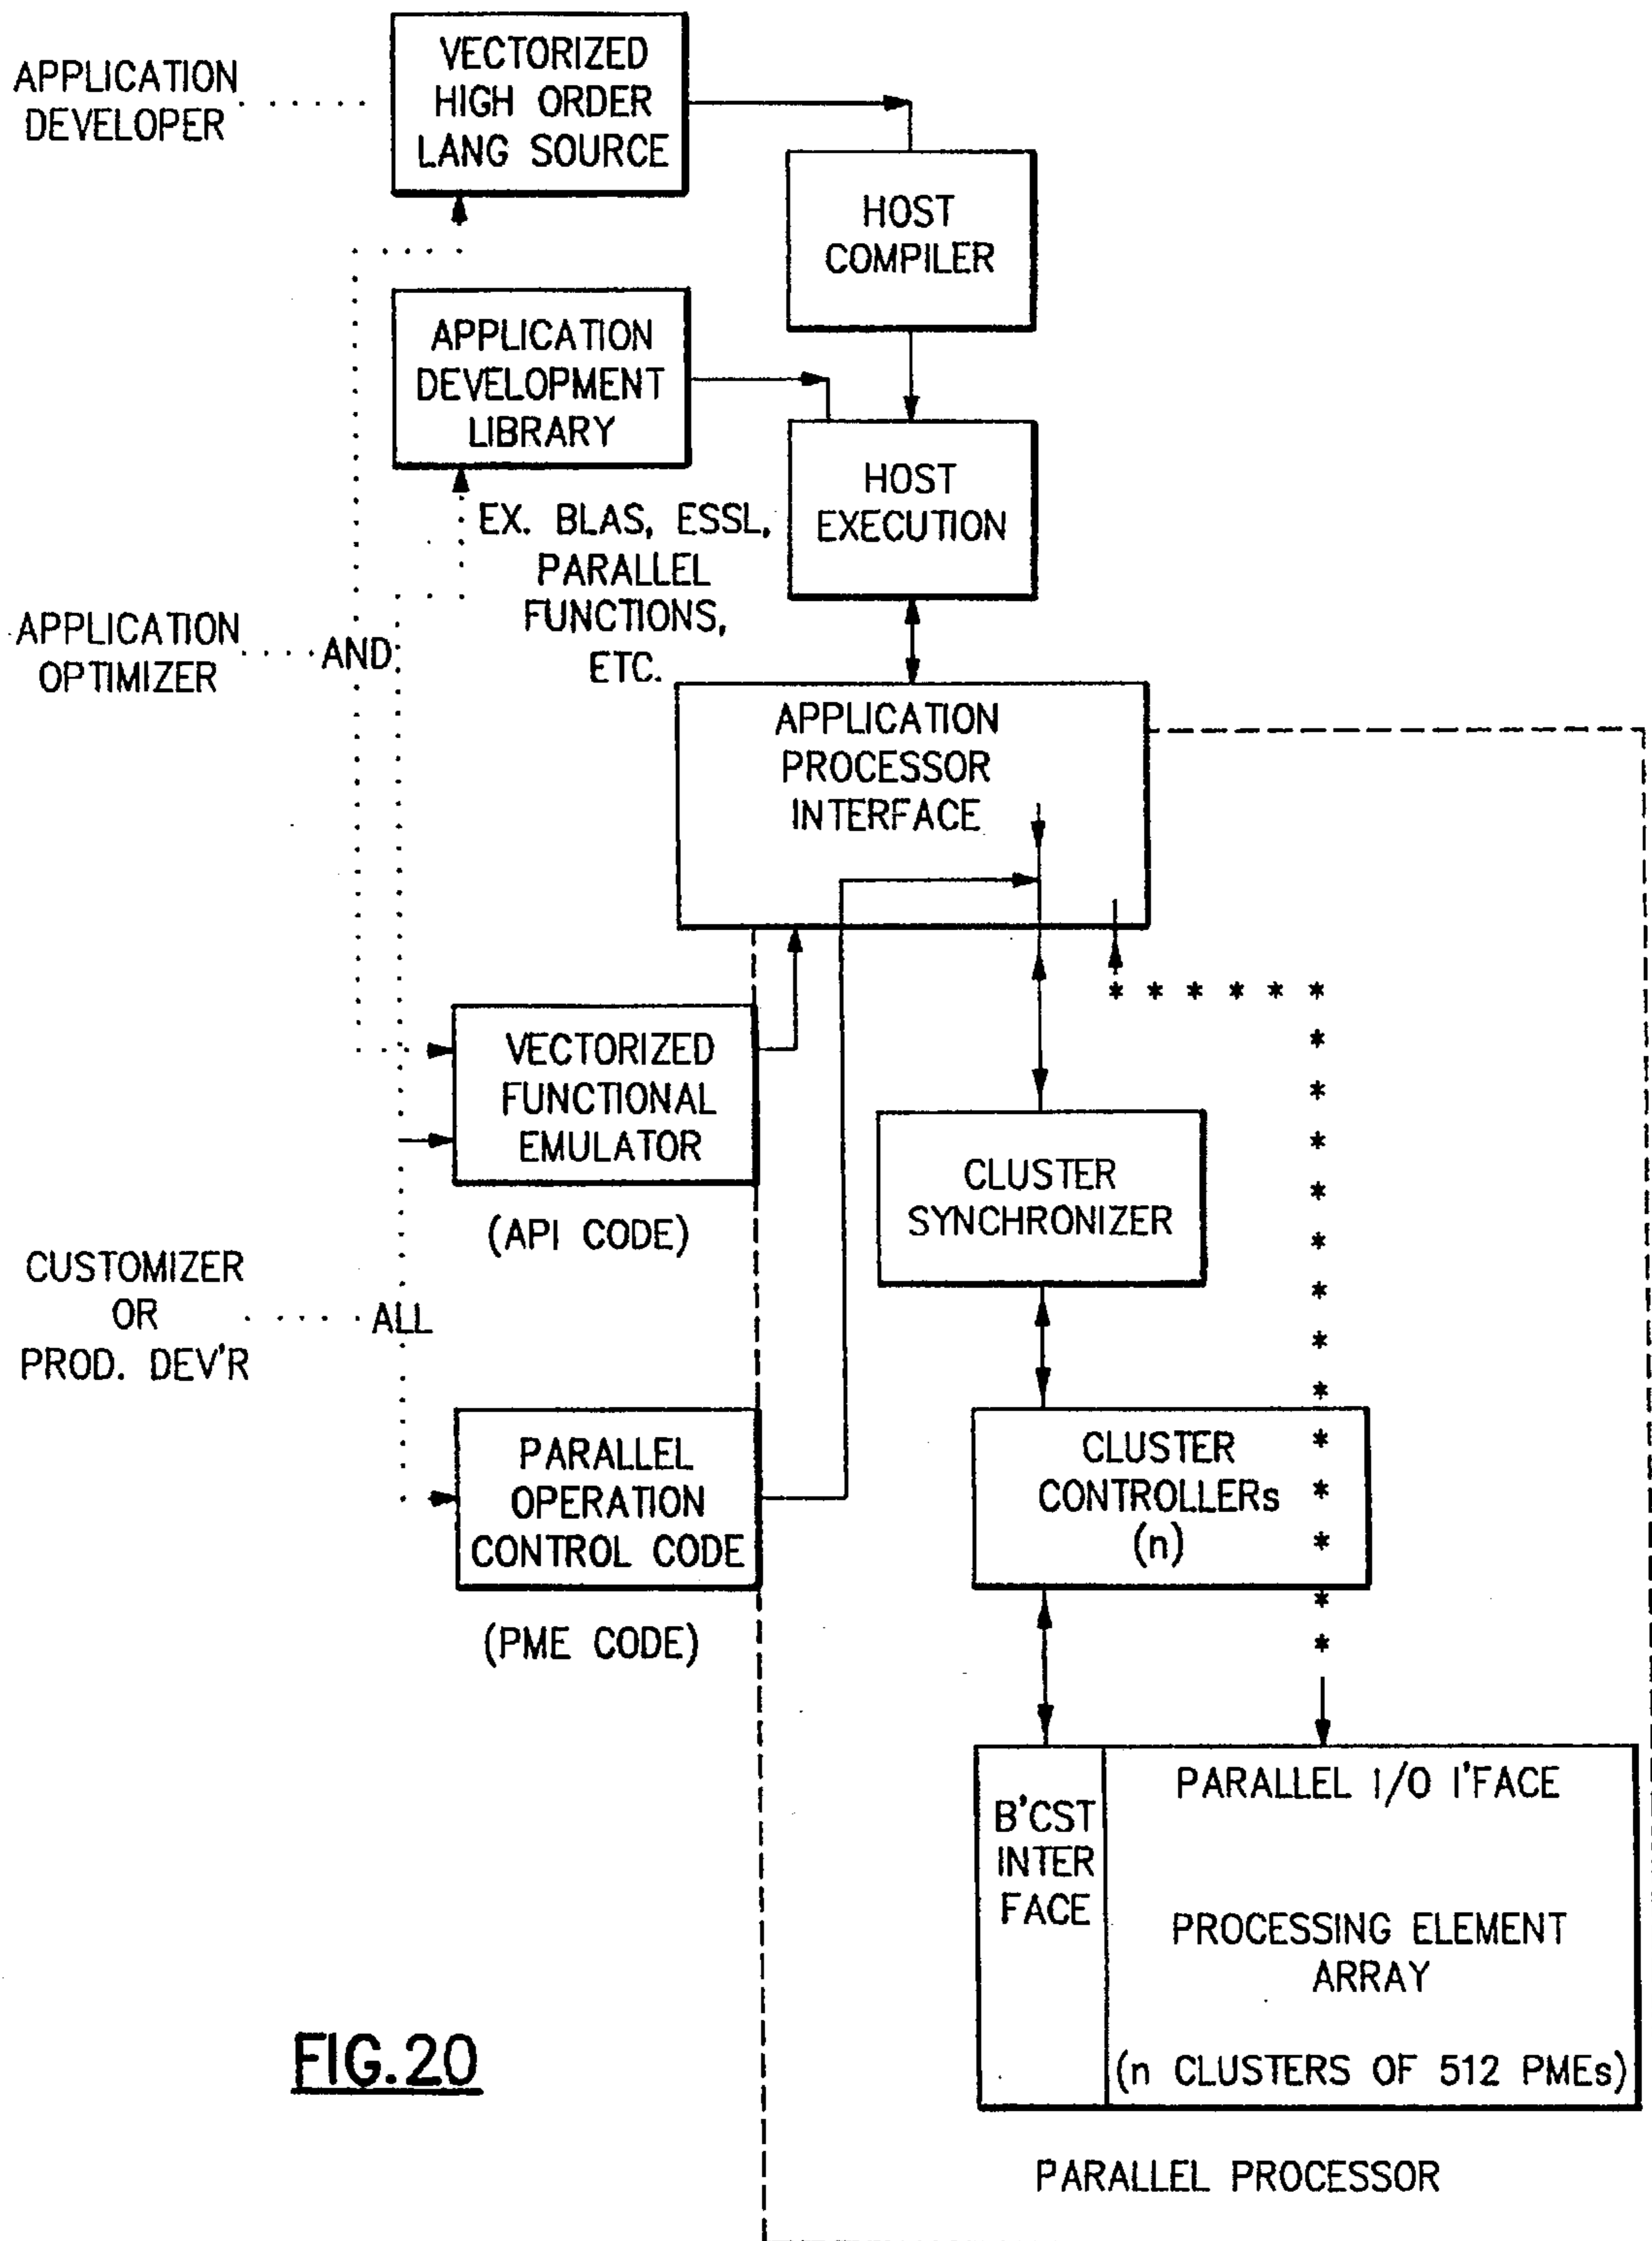 APPLICATION
DEVELOPER
VECTORIZED
HIGH ORDER
LANG SOURCE
HOST
COMPILER
APPLICATION
DEVELOPMENT
LIBRARY
HOST
EXECUTION
EX. BLAS, ESSL,
PARALLEL
FUNCTIONS,
ETC.
APPLICATION
OPTIMIZER
AND
APPLICATION
PROCESSOR
INTERFACE
VECTORIZED
FUNCTIONAL
EMULATOR
(API CODE)
CLUSTER
SYNCHRONIZER
CUSTOMIZER
OR
PROD. DEV'R
ALL
PARALLEL
OPERATION
CONTROL CODE
(PME CODE)
CLUSTER
CONTROLLERs
(n)
B'CST
INTER
FACE
PARALLEL I/O I'FACE
PROCESSING ELEMENT
ARRAY
(n CLUSTERS OF 512 PMEs)
PARALLEL PROCESSOR
FIG.20